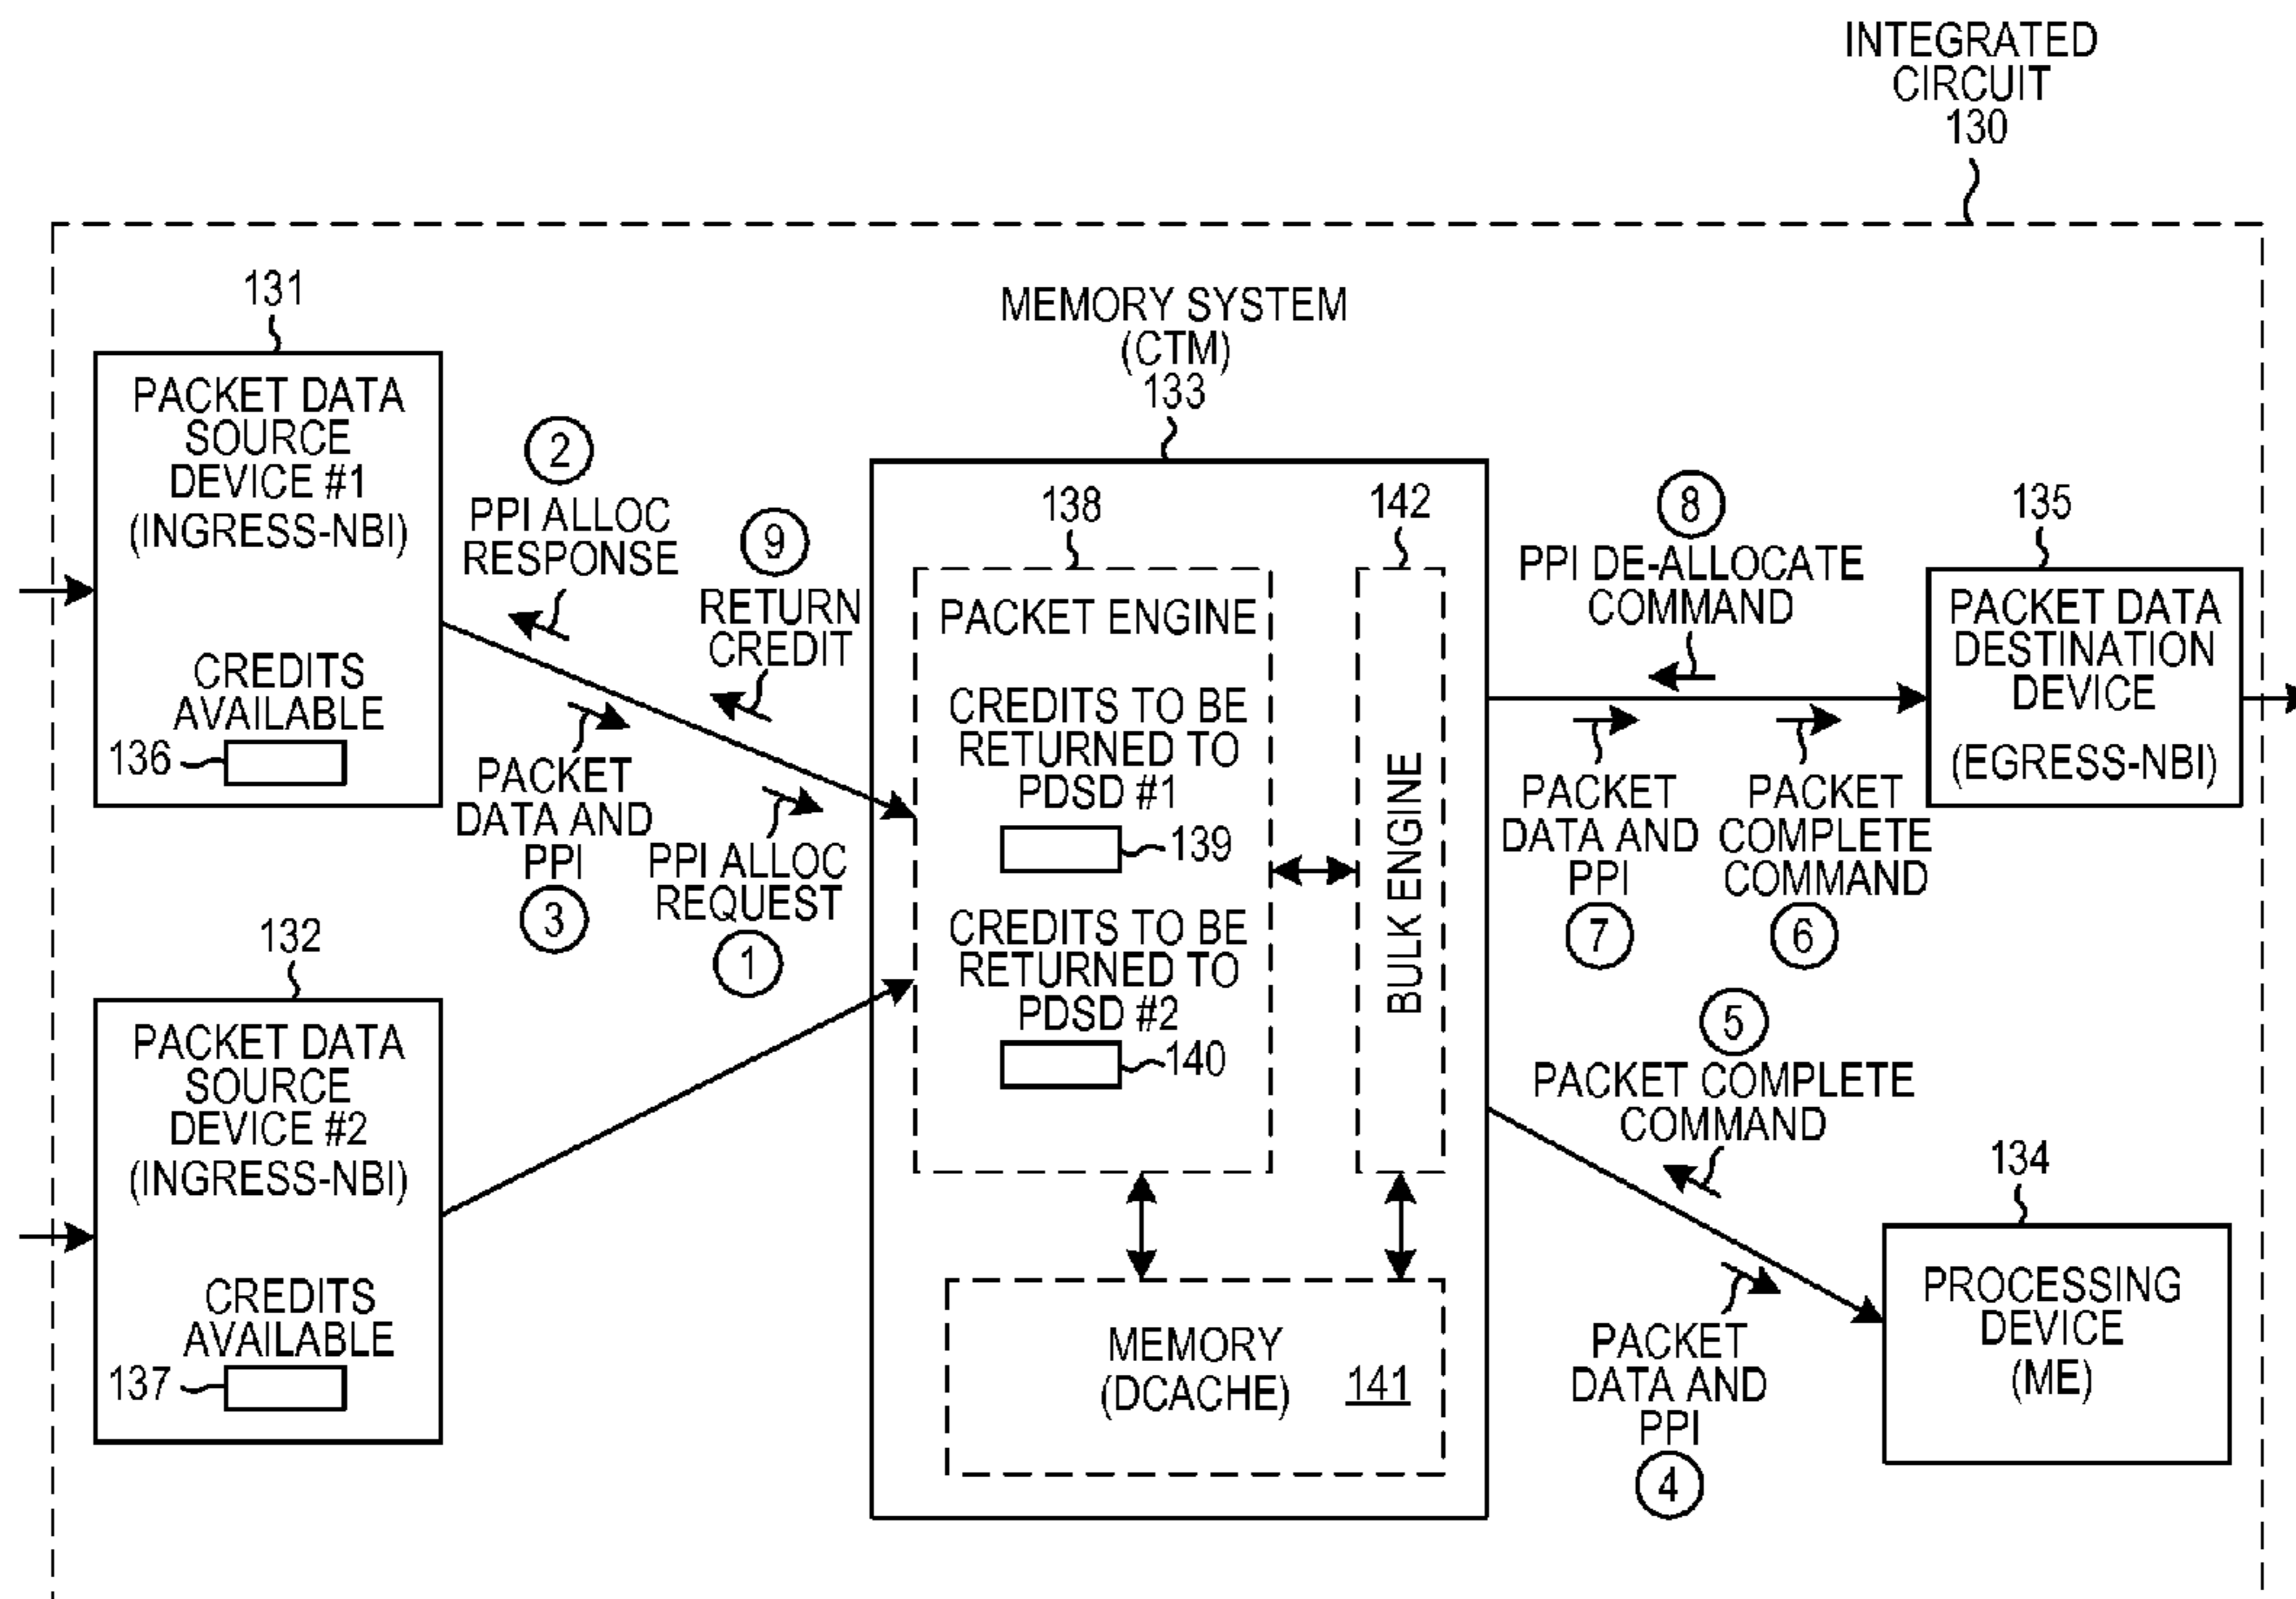 INTEGRATED
CIRCUIT
130
131
PACKET DATA
SOURCE
DEVICE #1
(INGRESS-NBI)
CREDITS
AVAILABLE
136
2
PPI ALLOC
RESPONSE
9
RETURN
CREDIT
PACKET
DATA AND
PPI
3
PPI ALLOC
REQUEST
1
132
PACKET DATA
SOURCE
DEVICE #2
(INGRESS-NBI)
CREDITS
AVAILABLE
137
MEMORY SYSTEM
(CTM)
133
138
PACKET ENGINE
CREDITS TO BE
RETURNED TO
PDSD #1
139
CREDITS TO BE
RETURNED TO
PDSD #2
140
142
BULK ENGINE
MEMORY
(DCACHE)
141
8
PPI DE-ALLOCATE
COMMAND
PACKET
DATA AND
PPI
7
PACKET
COMPLETE
COMMAND
6
135
PACKET DATA
DESTINATION
DEVICE
(EGRESS-NBI)
5
PACKET COMPLETE
COMMAND
PACKET
DATA AND
PPI
4
134
PROCESSING
DEVICE
(ME)